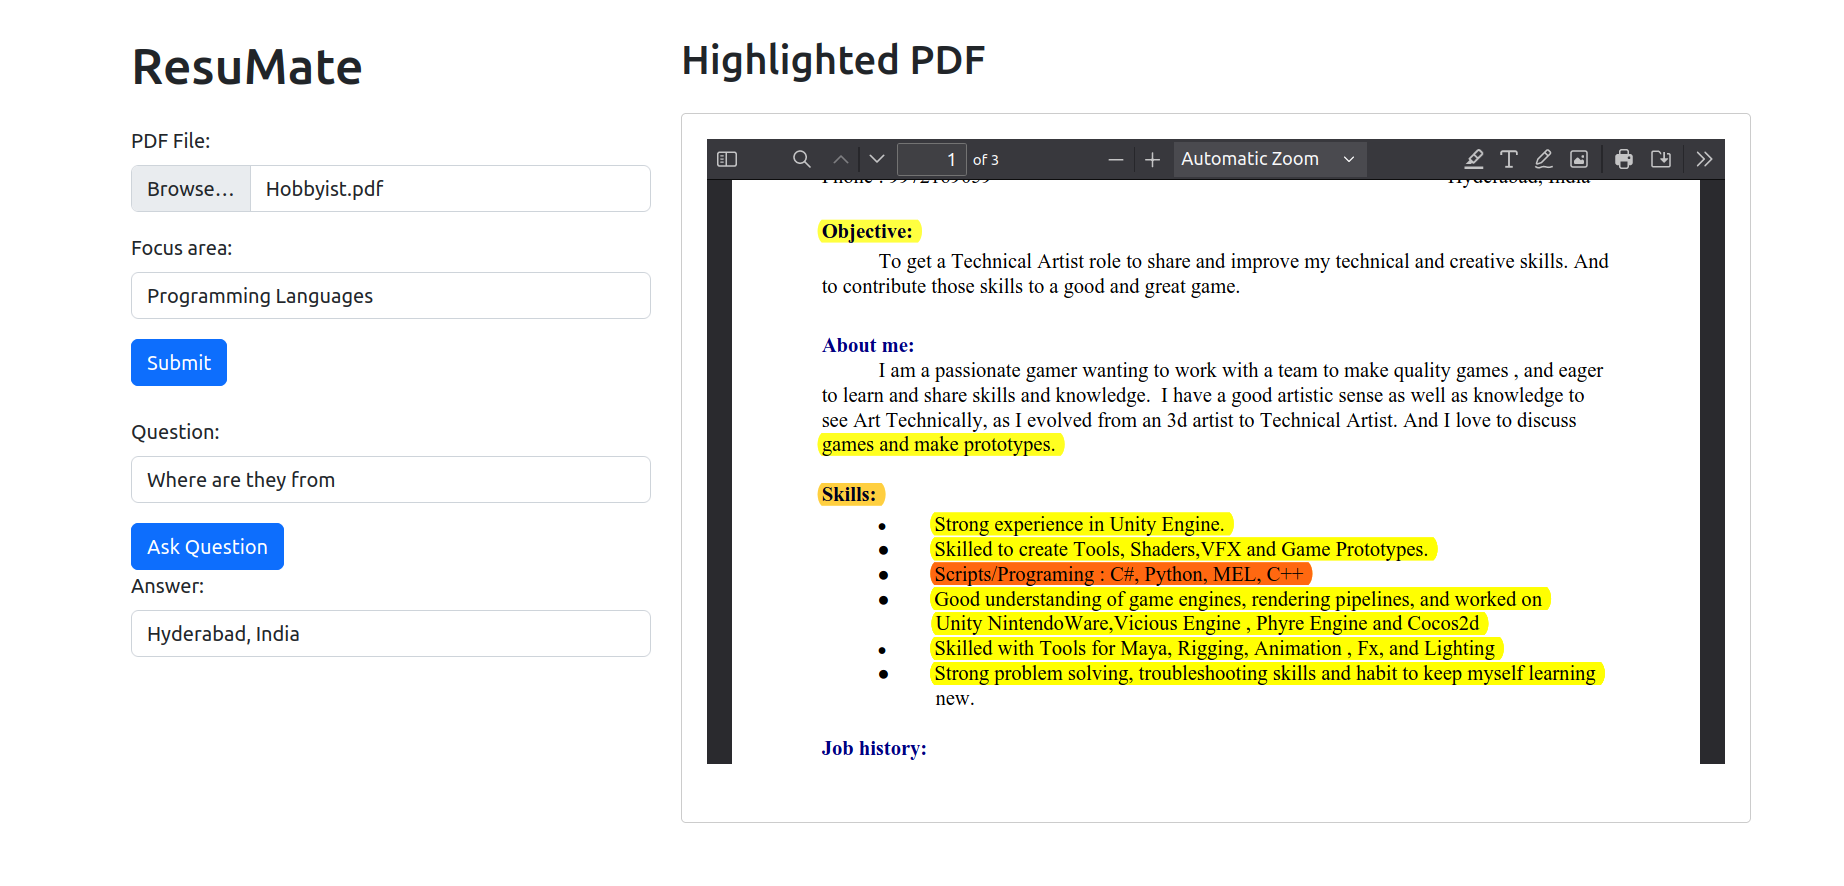 ResuMate
PDF File:
Browse... Hobbyist.pdf
Focus area:
Programming Languages
Submit
Question:
Where are they from
Ask Question
Answer:
Hyderabad, India
Highlighted PDF
1 of 3
Automatic Zoom
Hyderabad, India
Objective:
To get a Technical Artist role to share and improve my technical and creative skills. And
to contribute those skills to a good and great game.
About me:
I am a passionate gamer wanting to work with a team to make quality games , and eager
to learn and share skills and knowledge.  I have a good artistic sense as well as knowledge to
see Art Technically, as I evolved from an 3d artist to Technical Artist. And I love to discuss
games and make prototypes.
Skills:
● Strong experience in Unity Engine.
● Skilled to create Tools, Shaders,VFX and Game Prototypes.
● Scripts/Programing : C#, Python, MEL, C++
● Good understanding of game engines, rendering pipelines, and worked on
Unity NintendoWare,Vicious Engine , Phyre Engine and Cocos2d
● Skilled with Tools for Maya, Rigging, Animation , Fx, and Lighting
● Strong problem solving, troubleshooting skills and habit to keep myself learning
new.
Job history: